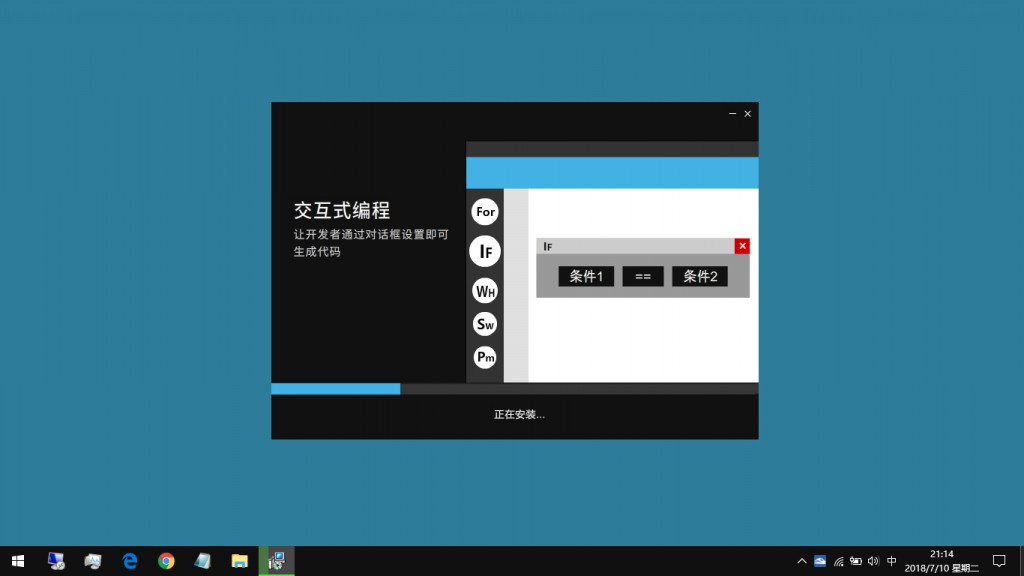 交互式编程
让开发者通过对话框设置即可
生成代码
For
IF
WH
Sw
Pm
IF
条件1 == 条件2
正在安装...
中
21:14
2018/7/10 星期二